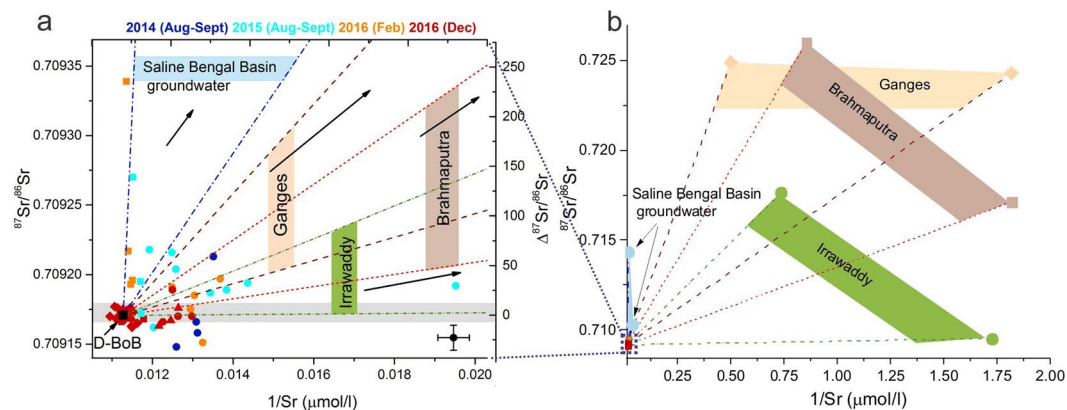 a
2014 (Aug-Sept) 2015 (Aug-Sept) 2016 (Feb) 2016 (Dec)
0.70935
0.70930
0.70925
0.70920
0.70915
⁸⁷Sr/⁸⁶Sr
Saline Bengal Basin
groundwater
Ganges
Irrawaddy
Brahmaputra
D-BoB
250
200
150
100
50
0
Δ⁸⁷Sr/⁸⁶Sr
0.012 0.014 0.016 0.018 0.020
1/Sr (μmol/l)
b
0.725
0.720
0.715
0.710
⁸⁷Sr/⁸⁶Sr
Ganges
Brahmaputra
Irrawaddy
Saline Bengal Basin
groundwater
0.25 0.50 0.75 1.00 1.25 1.50 1.75 2.00
1/Sr (μmol/l)